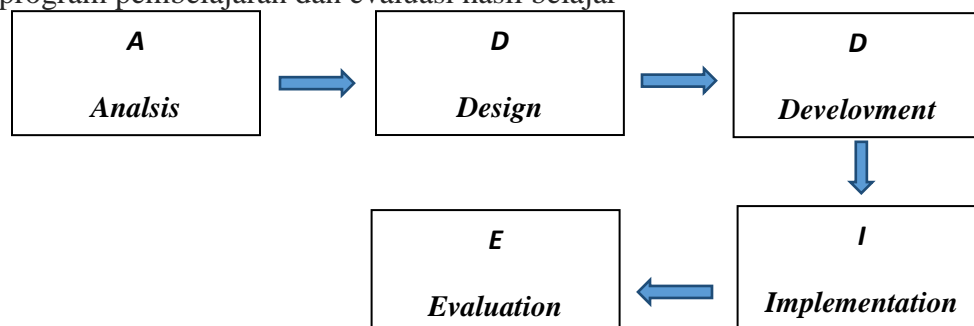 program pembelajaran dan evaluasi hasil belajar
A
Analsis
D
Design
D
Develovment
E
Evaluation
I
Implementation